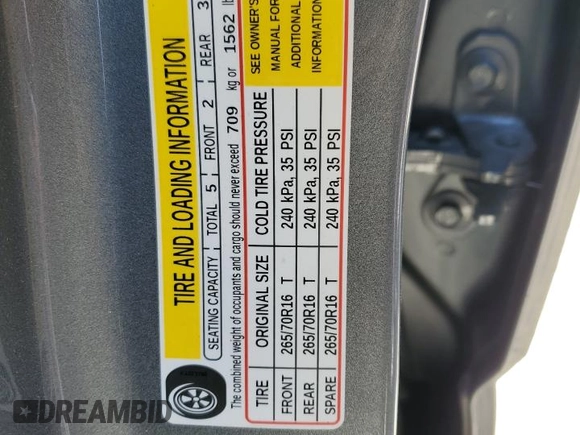 TIRE AND LOADING INFORMATION
SEATING CAPACITY TOTAL 5 FRONT 2 REAR 3
The combined weight of occupants and cargo should never exceed 709 kg or 1562
TIRE ORIGINAL SIZE COLD TIRE PRESSURE
FRONT 265/70R16 T 240 kPa, 35 PSI
REAR 265/70R16 T 240 kPa, 35 PSI
SPARE 265/70R16 T 240 kPa, 35 PSI
SEE OWNER'S
MANUAL FOR
ADDITIONAL
INFORMATION
DREAMBID